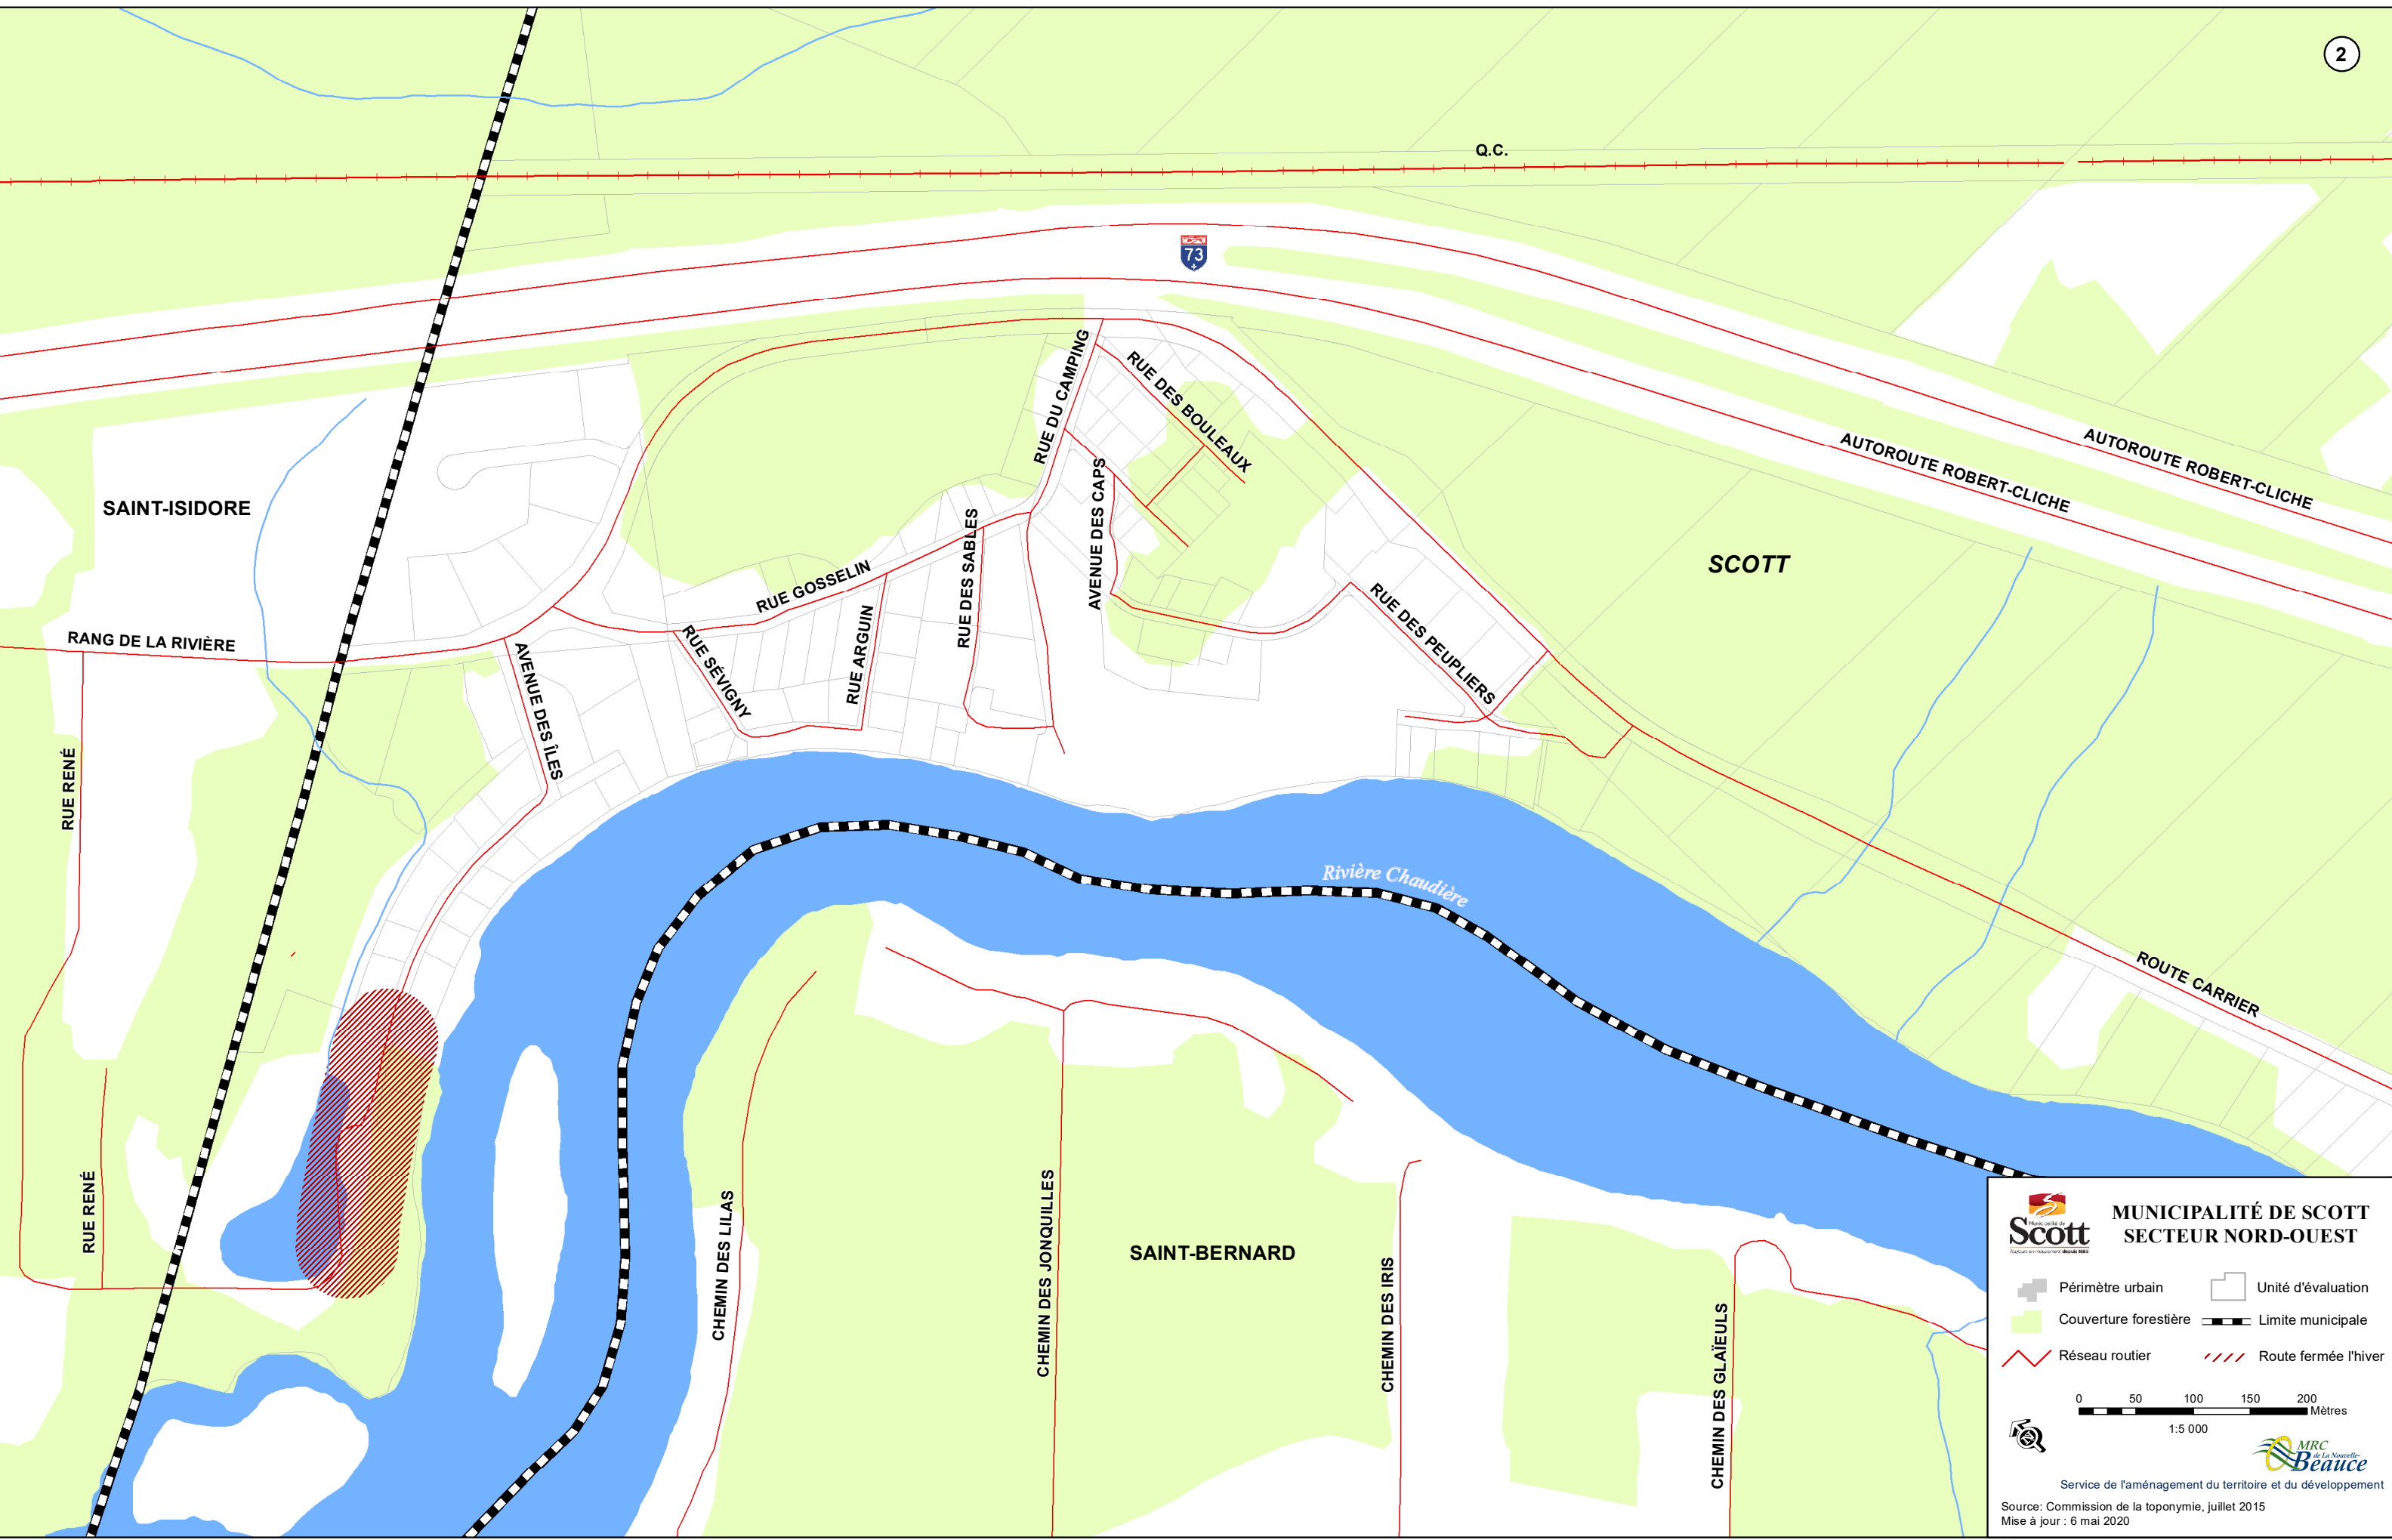 2
Q.C.
73
RUE DU CAMPING
RUE DES BOULEAUX
AUTOROUTE ROBERT-CLICHE
AUTOROUTE ROBERT-CLICHE
SAINT-ISIDORE
AVENUE DES CAPS
RUE DES SABLES
SCOTT
RUE GOSSELIN
RUE ARGUIN
RUE SÉVIGNY
RUE DES PEUPLIERS
RANG DE LA RIVIÈRE
AVENUE DES ÎLES
RUE RENÉ
Rivière Chaudière
ROUTE CARRIER
RUE RENÉ
CHEMIN DES LILAS
CHEMIN DES JONQUILLES
SAINT-BERNARD
CHEMIN DES IRIS
CHEMIN DES GLAÏEULS
Municipalité de
Scott
MUNICIPALITÉ DE SCOTT
SECTEUR NORD-OUEST
Périmètre urbain
Unité d'évaluation
Couverture forestière
Limite municipale
Réseau routier
Route fermée l'hiver
0 50 100 150 200
Mètres
1:5 000
N
MRC
de La Nouvelle-
Beauce
Service de l'aménagement du territoire et du développement
Source: Commission de la toponymie, juillet 2015
Mise à jour : 6 mai 2020